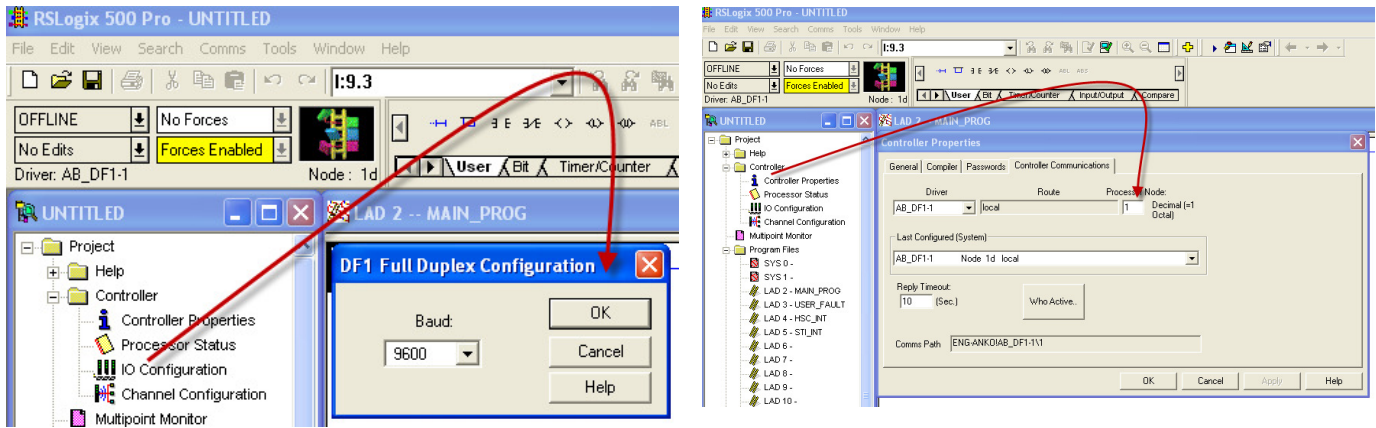 RSLogix 500 Pro - UNTITLED
File Edit View Search Comms Tools Window Help
I:9.3
OFFLINE No Forces
No Edits Forces Enabled
Driver: AB_DF1-1 Node : 1d
ABL
User Bit Timer/Counter
UNTITLED
LAD 2 -- MAIN_PROG
Project
Help
Controller
Controller Properties
Processor Status
IO Configuration
Channel Configuration
Multipoint Monitor
DF1 Full Duplex Configuration
Baud:
9600
OK
Cancel
Help
RSLogix 500 Pro - UNTITLED
File Edit View Search Comms Tools Window Help
I:9.3
OFFLINE No Forces
No Edits Forces Enabled
Driver: AB_DF1-1 Node : 1d
ABL ABS
User Bit Timer/Counter Input/Output Compare
UNTITLED
LAD 2 -- MAIN_PROG
Project
Help
Controller
Controller Properties
Processor Status
IO Configuration
Channel Configuration
Multipoint Monitor
Program Files
SYS 0 -
SYS 1 -
LAD 2 - MAIN_PROG
LAD 3 - USER_FAULT
LAD 4 - HSC_INT
LAD 5 - STI_INT
LAD 6 -
LAD 7 -
LAD 8 -
LAD 9 -
LAD 10 -
Controller Properties
General Compiler Passwords Controller Communications
Driver Route Processor Node:
AB_DF1-1 local 1 Decimal (=1
Octal)
Last Configured (System)
AB_DF1-1 Node 1d local
Reply Timeout:
10 (Sec.) Who Active..
Comms Path ENG-ANKO!AB_DF1-1\1
OK Cancel Apply Help